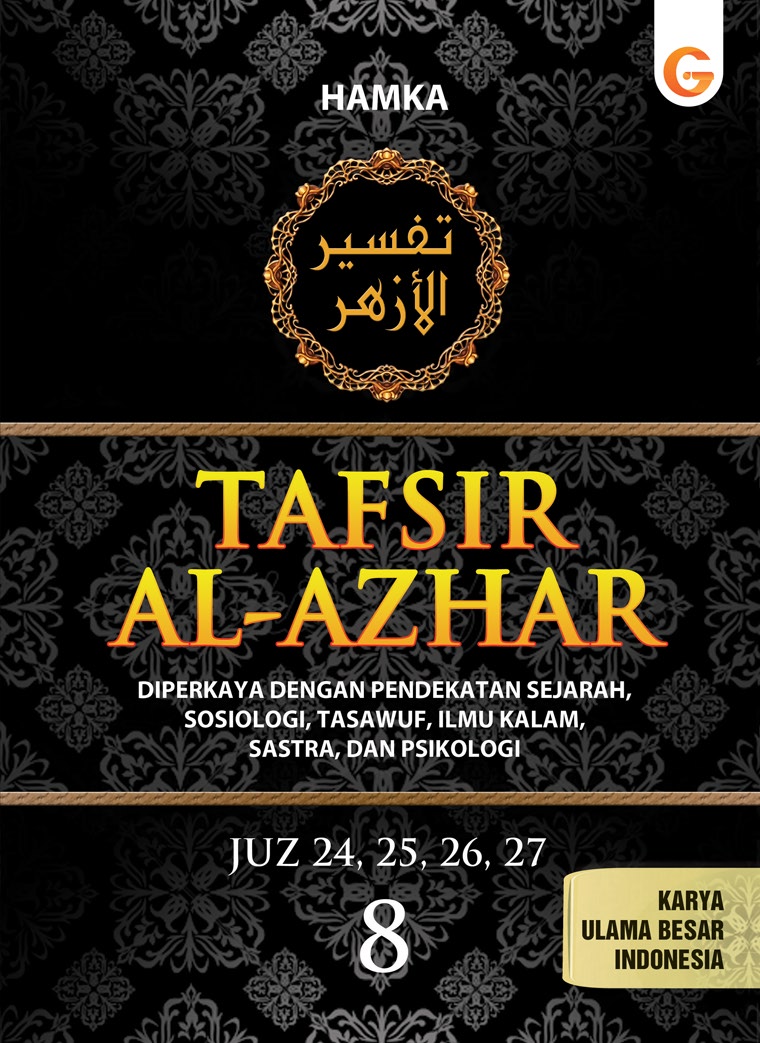 HAMKA
تفسير
الأزهر
TAFSIR
AL-AZHAR
DIPERKAYA DENGAN PENDEKATAN SEJARAH,
SOSIOLOGI, TASAWUF, ILMU KALAM,
SASTRA, DAN PSIKOLOGI
JUZ 24, 25, 26, 27
8
KARYA
ULAMA BESAR
INDONESIA